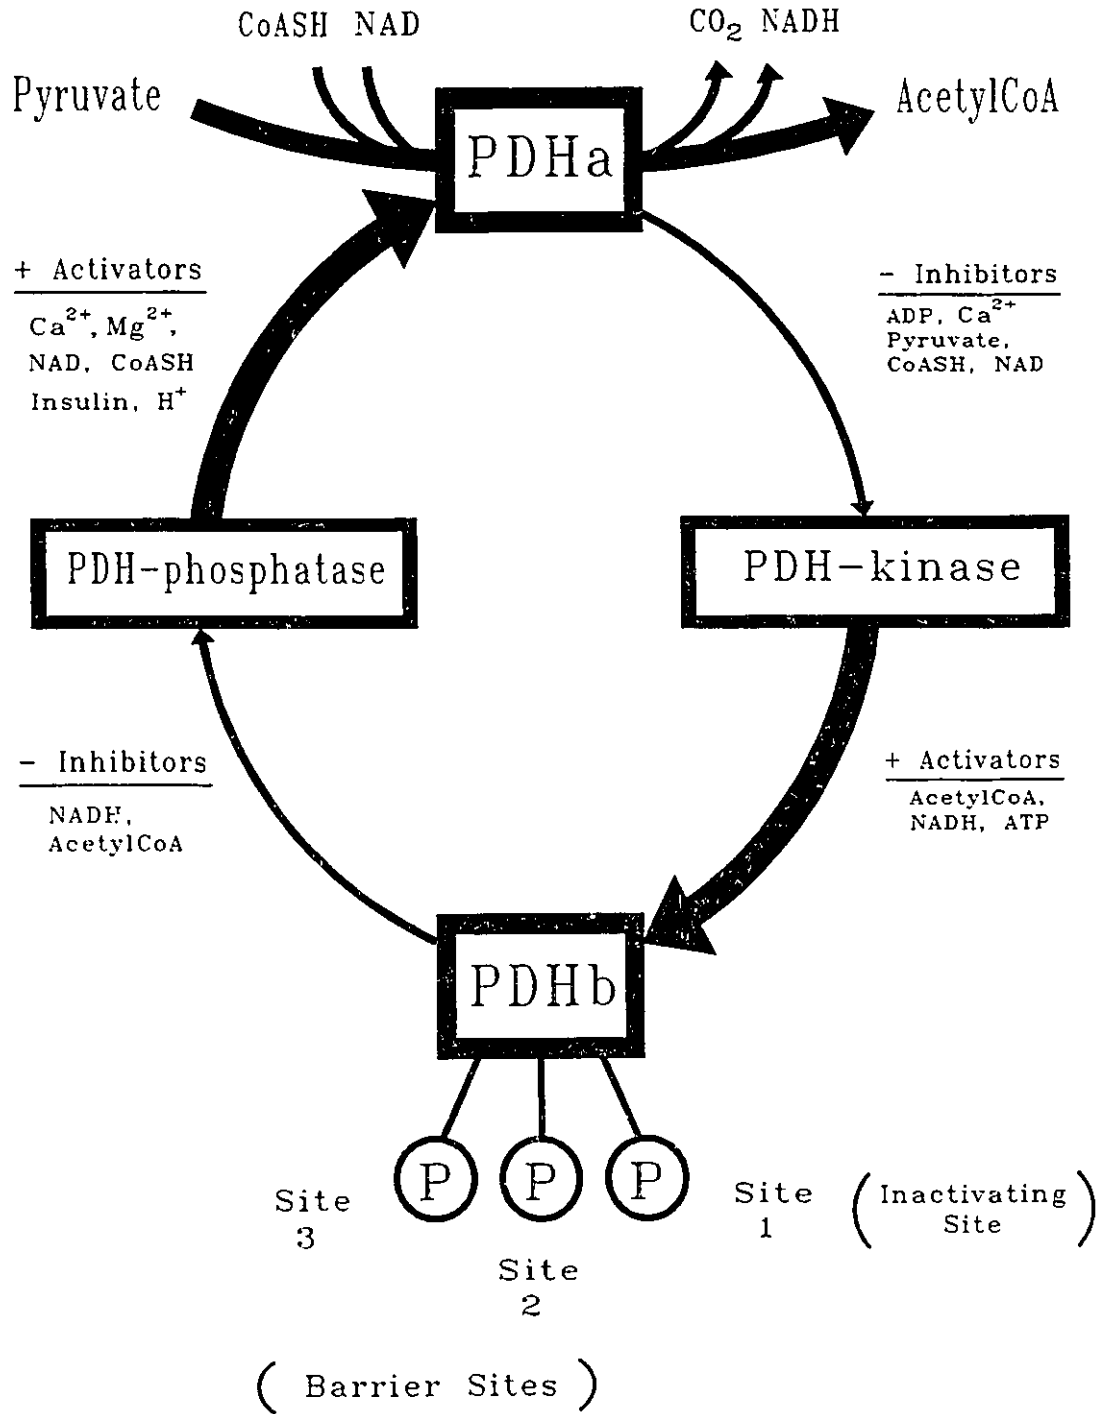 CoASH NAD
CO₂ NADH
Pyruvate
AcetylCoA
PDHa
+ Activators
Ca²⁺, Mg²⁺,
NAD, CoASH
Insulin, H⁺
- Inhibitors
ADP, Ca²⁺
Pyruvate,
CoASH, NAD
PDH-phosphatase
PDH-kinase
- Inhibitors
NADH,
AcetylCoA
+ Activators
AcetylCoA,
NADH, ATP
PDHb
P P P
Site
3
Site
2
Site
1
(Inactivating
Site)
(Barrier Sites)